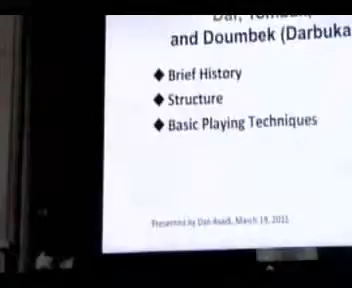 and Doumbek (Darbuka
Brief History
Structure
Basic Playing Techniques
Presented by Dan Asadi, March 19, 2011